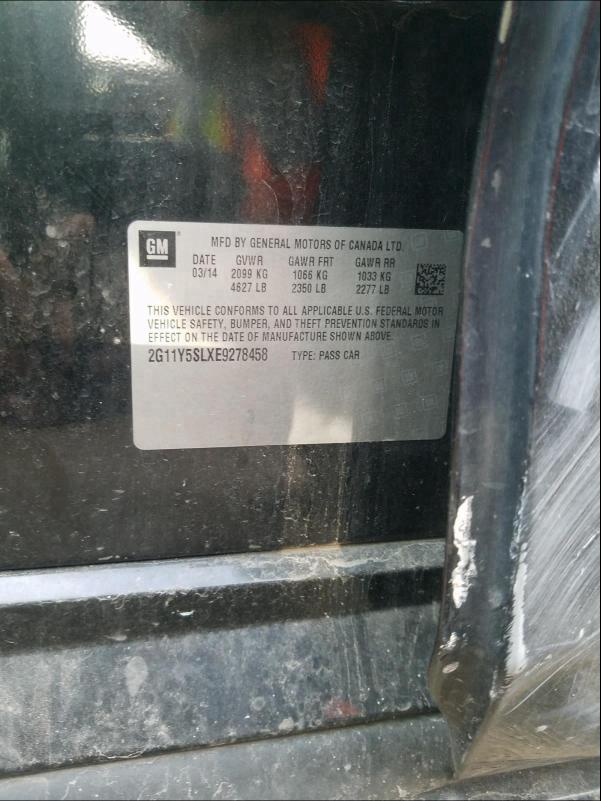 GM
MFD BY GENERAL MOTORS OF CANADA LTD.
DATE GVWR GAWR FRT GAWR RR
03/14 2099 KG 1066 KG 1033 KG
4627 LB 2350 LB 2277 LB
THIS VEHICLE CONFORMS TO ALL APPLICABLE U.S. FEDERAL MOTOR
VEHICLE SAFETY, BUMPER, AND THEFT PREVENTION STANDARDS IN
EFFECT ON THE DATE OF MANUFACTURE SHOWN ABOVE.
2G11Y5SLXE9278458 TYPE: PASS CAR